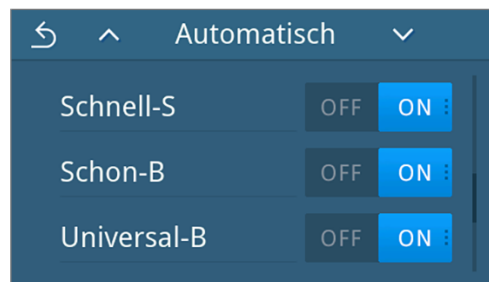 Automatisch
Schnell-S OFF ON
Schon-B OFF ON
Universal-B OFF ON